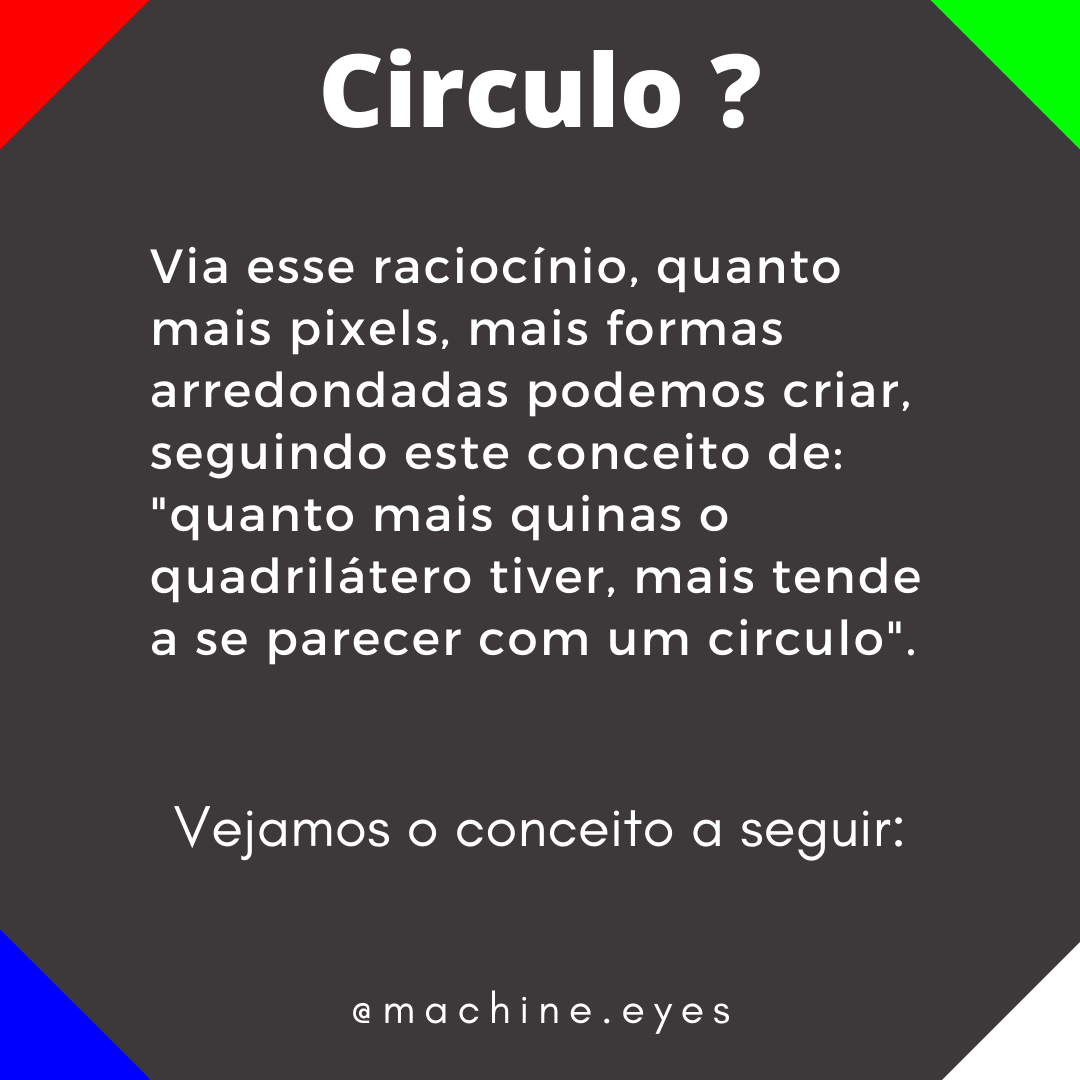 Circulo ?
Via esse raciocínio, quanto
mais pixels, mais formas
arredondadas podemos criar,
seguindo este conceito de:
"quanto mais quinas o
quadrilátero tiver, mais tende
a se parecer com um circulo".
Vejamos o conceito a seguir:
@machine.eyes